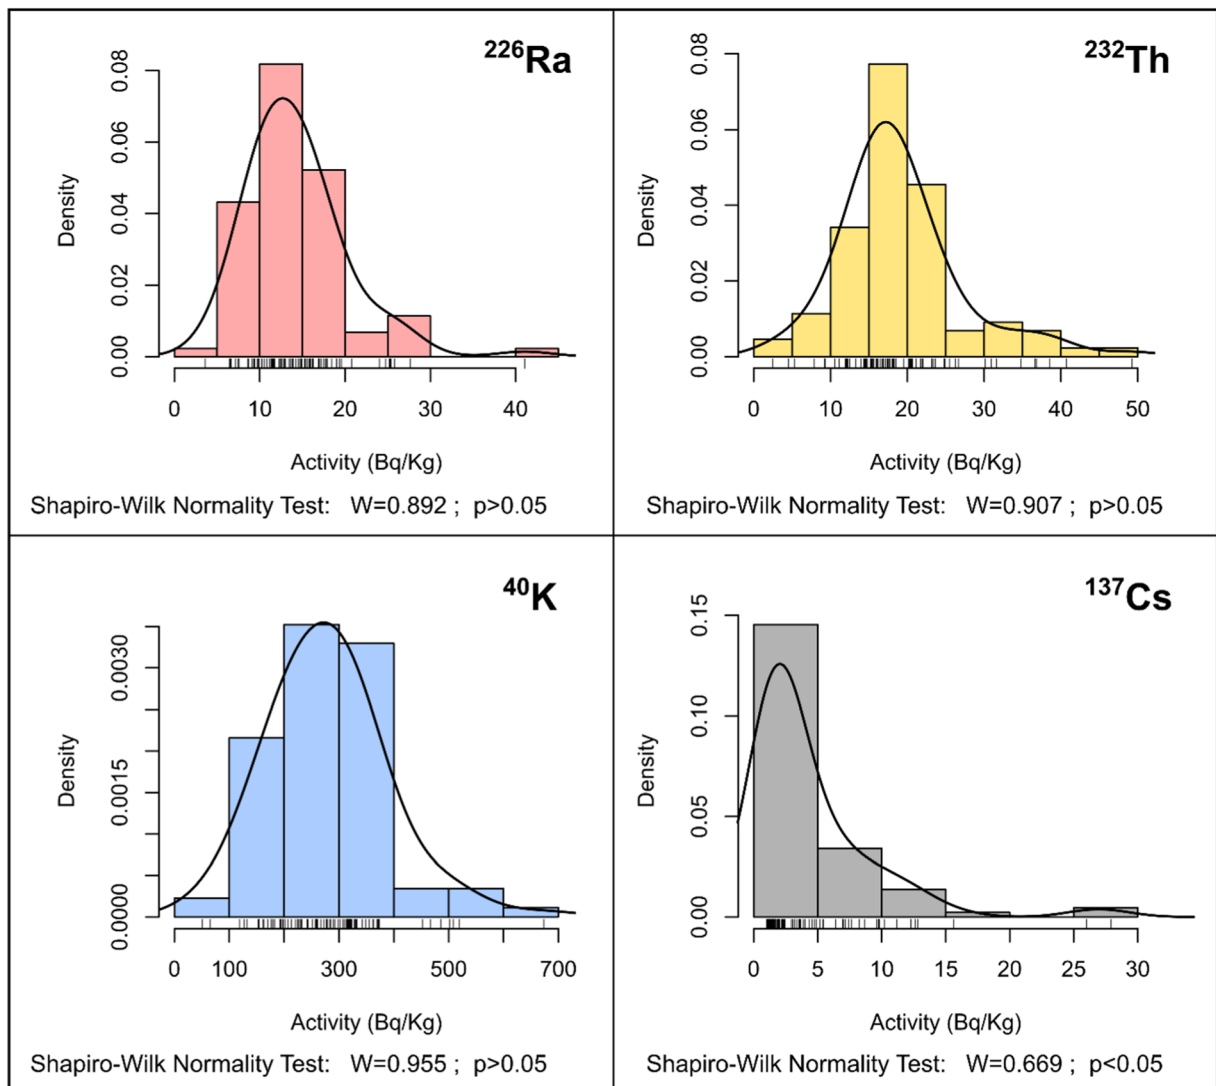 ²²⁶Ra
0.08
0.06
0.04
0.02
0.00
Density
0 10 20 30 40
Activity (Bq/Kg)
Shapiro-Wilk Normality Test: W=0.892 ; p>0.05
²³²Th
0.08
0.06
0.04
0.02
0.00
Density
0 10 20 30 40 50
Activity (Bq/Kg)
Shapiro-Wilk Normality Test: W=0.907 ; p>0.05
⁴⁰K
0.0030
0.0015
0.0000
Density
0 100 300 500 700
Activity (Bq/Kg)
Shapiro-Wilk Normality Test: W=0.955 ; p>0.05
¹³⁷Cs
0.15
0.10
0.05
0.00
Density
0 5 10 15 20 25 30
Activity (Bq/Kg)
Shapiro-Wilk Normality Test: W=0.669 ; p<0.05